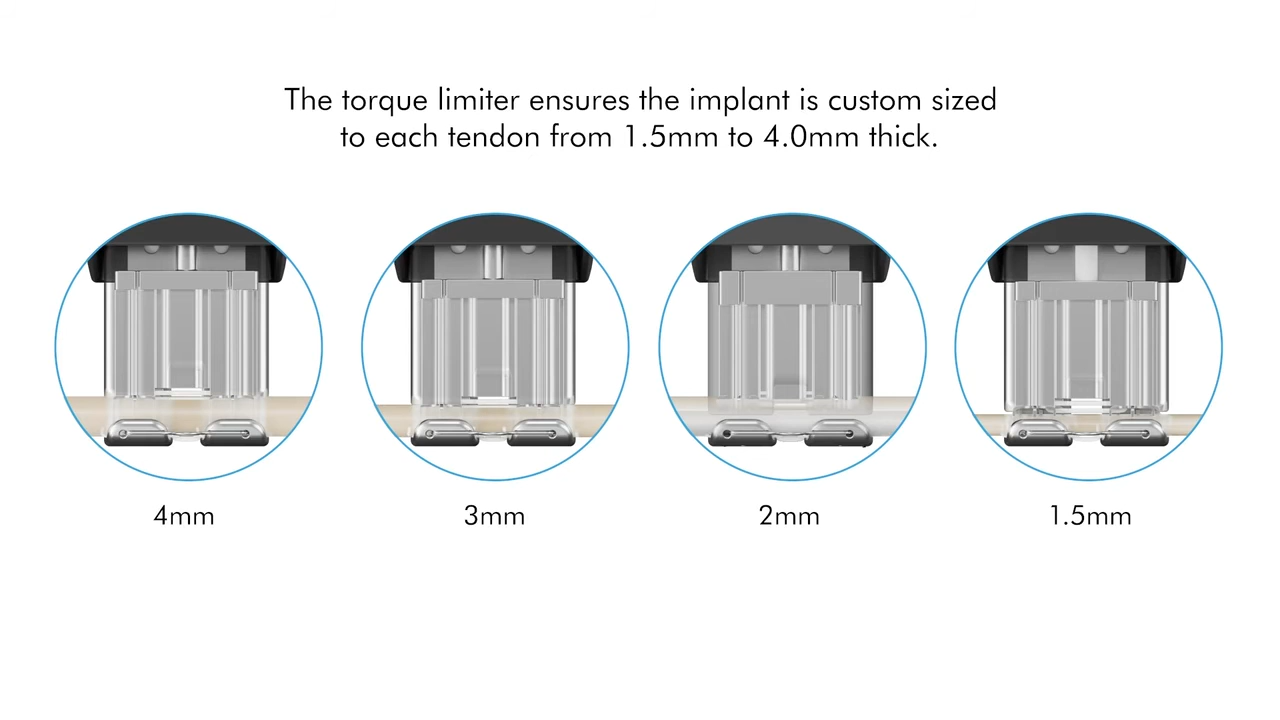 The torque limiter ensures the implant is custom sized
to each tendon from 1.5mm to 4.0mm thick.
4mm
3mm
2mm
1.5mm